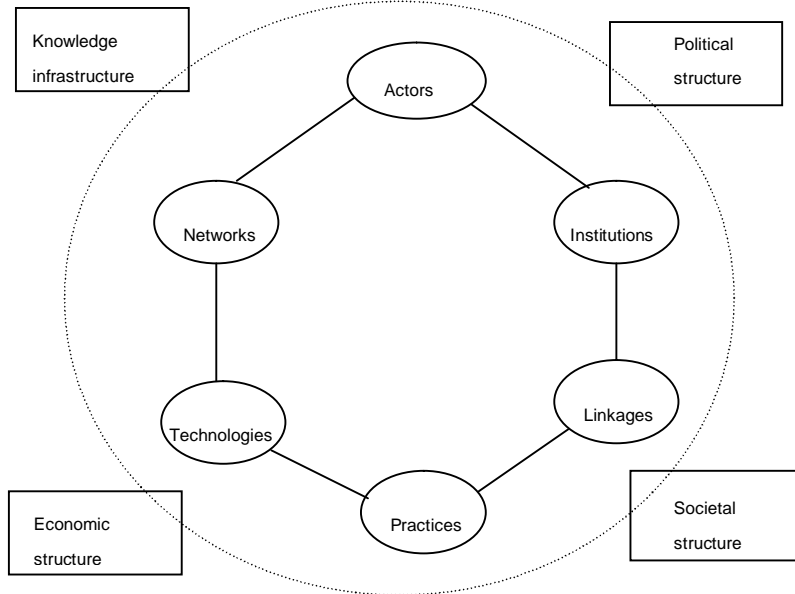 Knowledge
infrastructure
Political
structure
Actors
Networks
Institutions
Technologies
Linkages
Practices
Economic
structure
Societal
structure